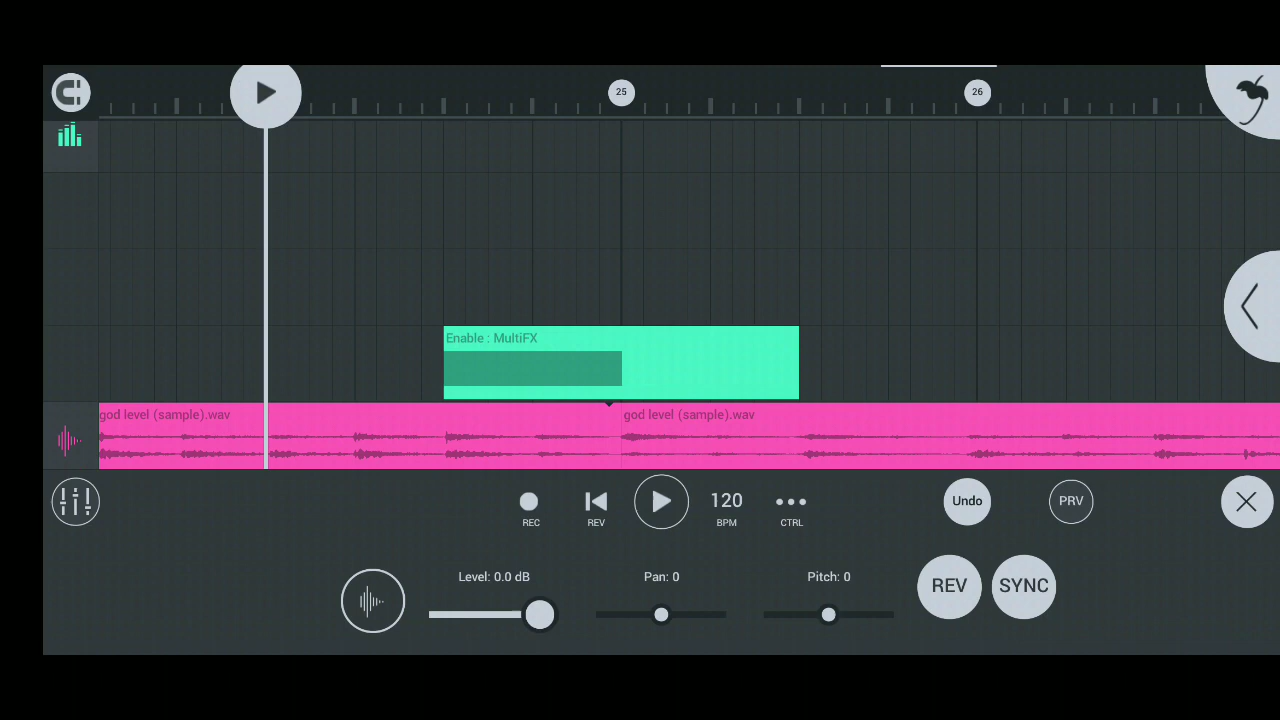 25
26
Enable : MultiFX
god level (sample).wav
god level (sample).wav
REC
REV
120
BPM
CTRL
Undo
PRV
Level: 0.0 dB
Pan: 0
Pitch: 0
REV
SYNC